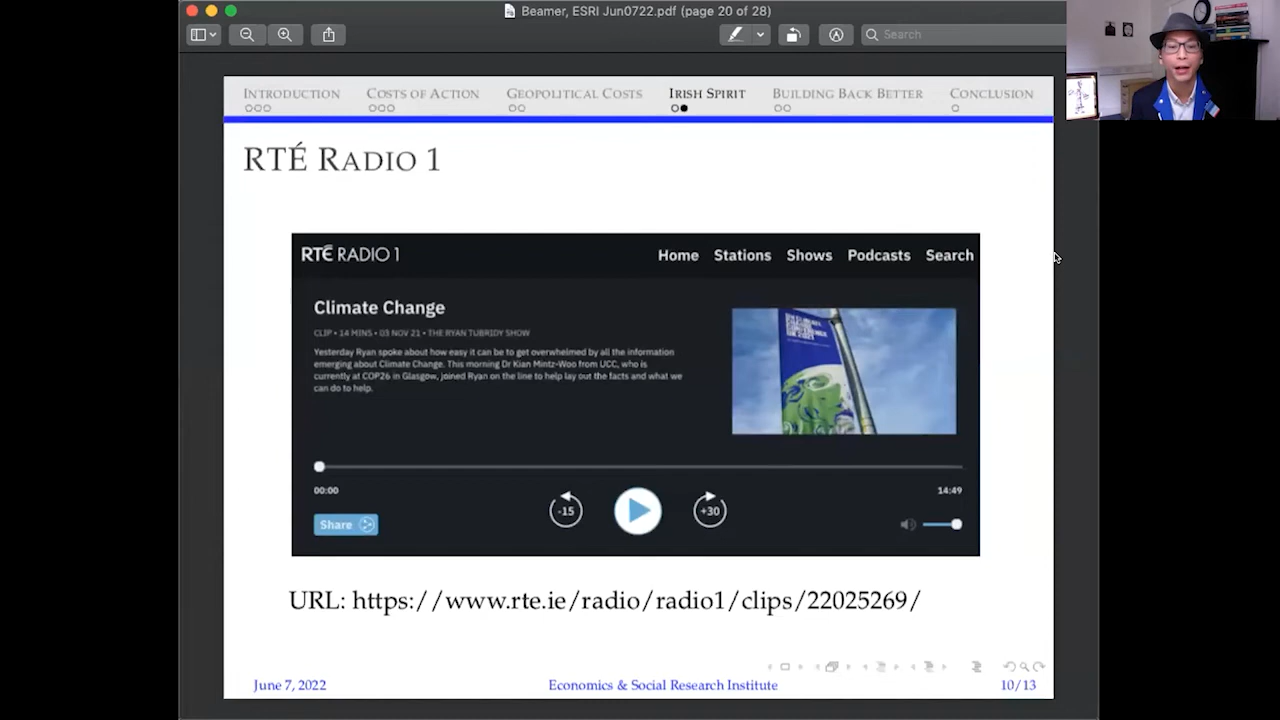 Beamer, ESRI Jun0722.pdf (page 20 of 28)
Search
INTRODUCTION
COSTS OF ACTION
GEOPOLITICAL COSTS
IRISH SPIRIT
BUILDING BACK BETTER
CONCLUSION
RTÉ RADIO 1
RTÉ RADIO 1
Home Stations Shows Podcasts Search
Climate Change
CLIP • 14 MINS • 03 NOV 21 • THE RYAN TUBRIDY SHOW
Yesterday Ryan spoke about how easy it can be to get overwhelmed by all the information
emerging about Climate Change. This morning Dr Kian Mintz-Woo from UCC, who is
currently at COP26 in Glasgow, joined Ryan on the line to help lay out the facts and what we
can do to help.
00:00
14:49
-15
+30
Share
URL: https://www.rte.ie/radio/radio1/clips/22025269/
June 7, 2022
Economics & Social Research Institute
10/13